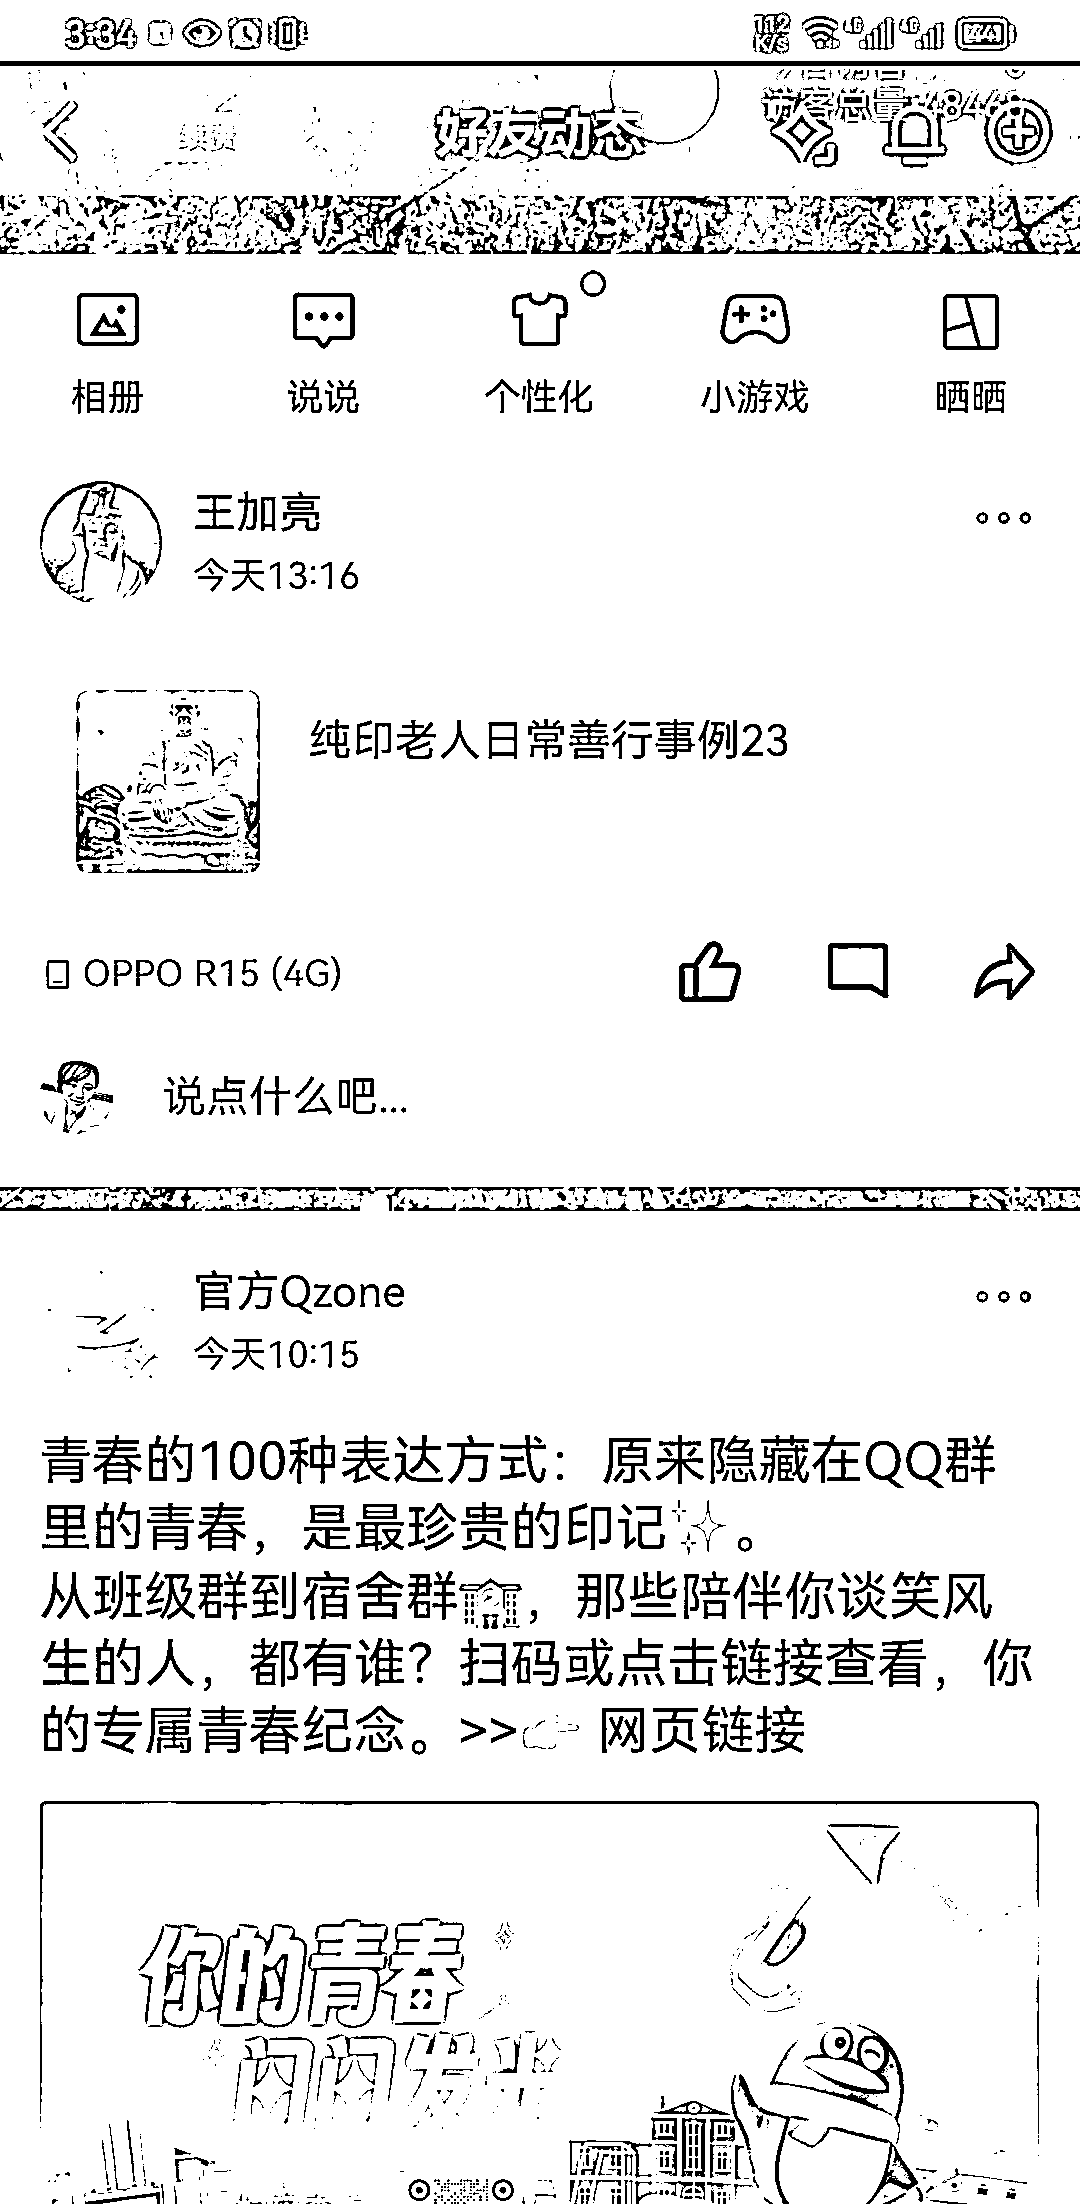 3:34
112 K/s
访客总量
好友动态
相册 说说 个性化 小游戏 晒晒
王加亮
今天13:16
纯印老人日常善行事例23
OPPO R15 (4G)
说点什么吧...
官方Qzone
今天10:15
青春的100种表达方式：原来隐藏在QQ群
里的青春，是最珍贵的印记✨。
从班级群到宿舍群🏫，那些陪伴你谈笑风
生的人，都有谁？扫码或点击链接查看，你
的专属青春纪念。>>👉 网页链接
你的青春
闪闪发光